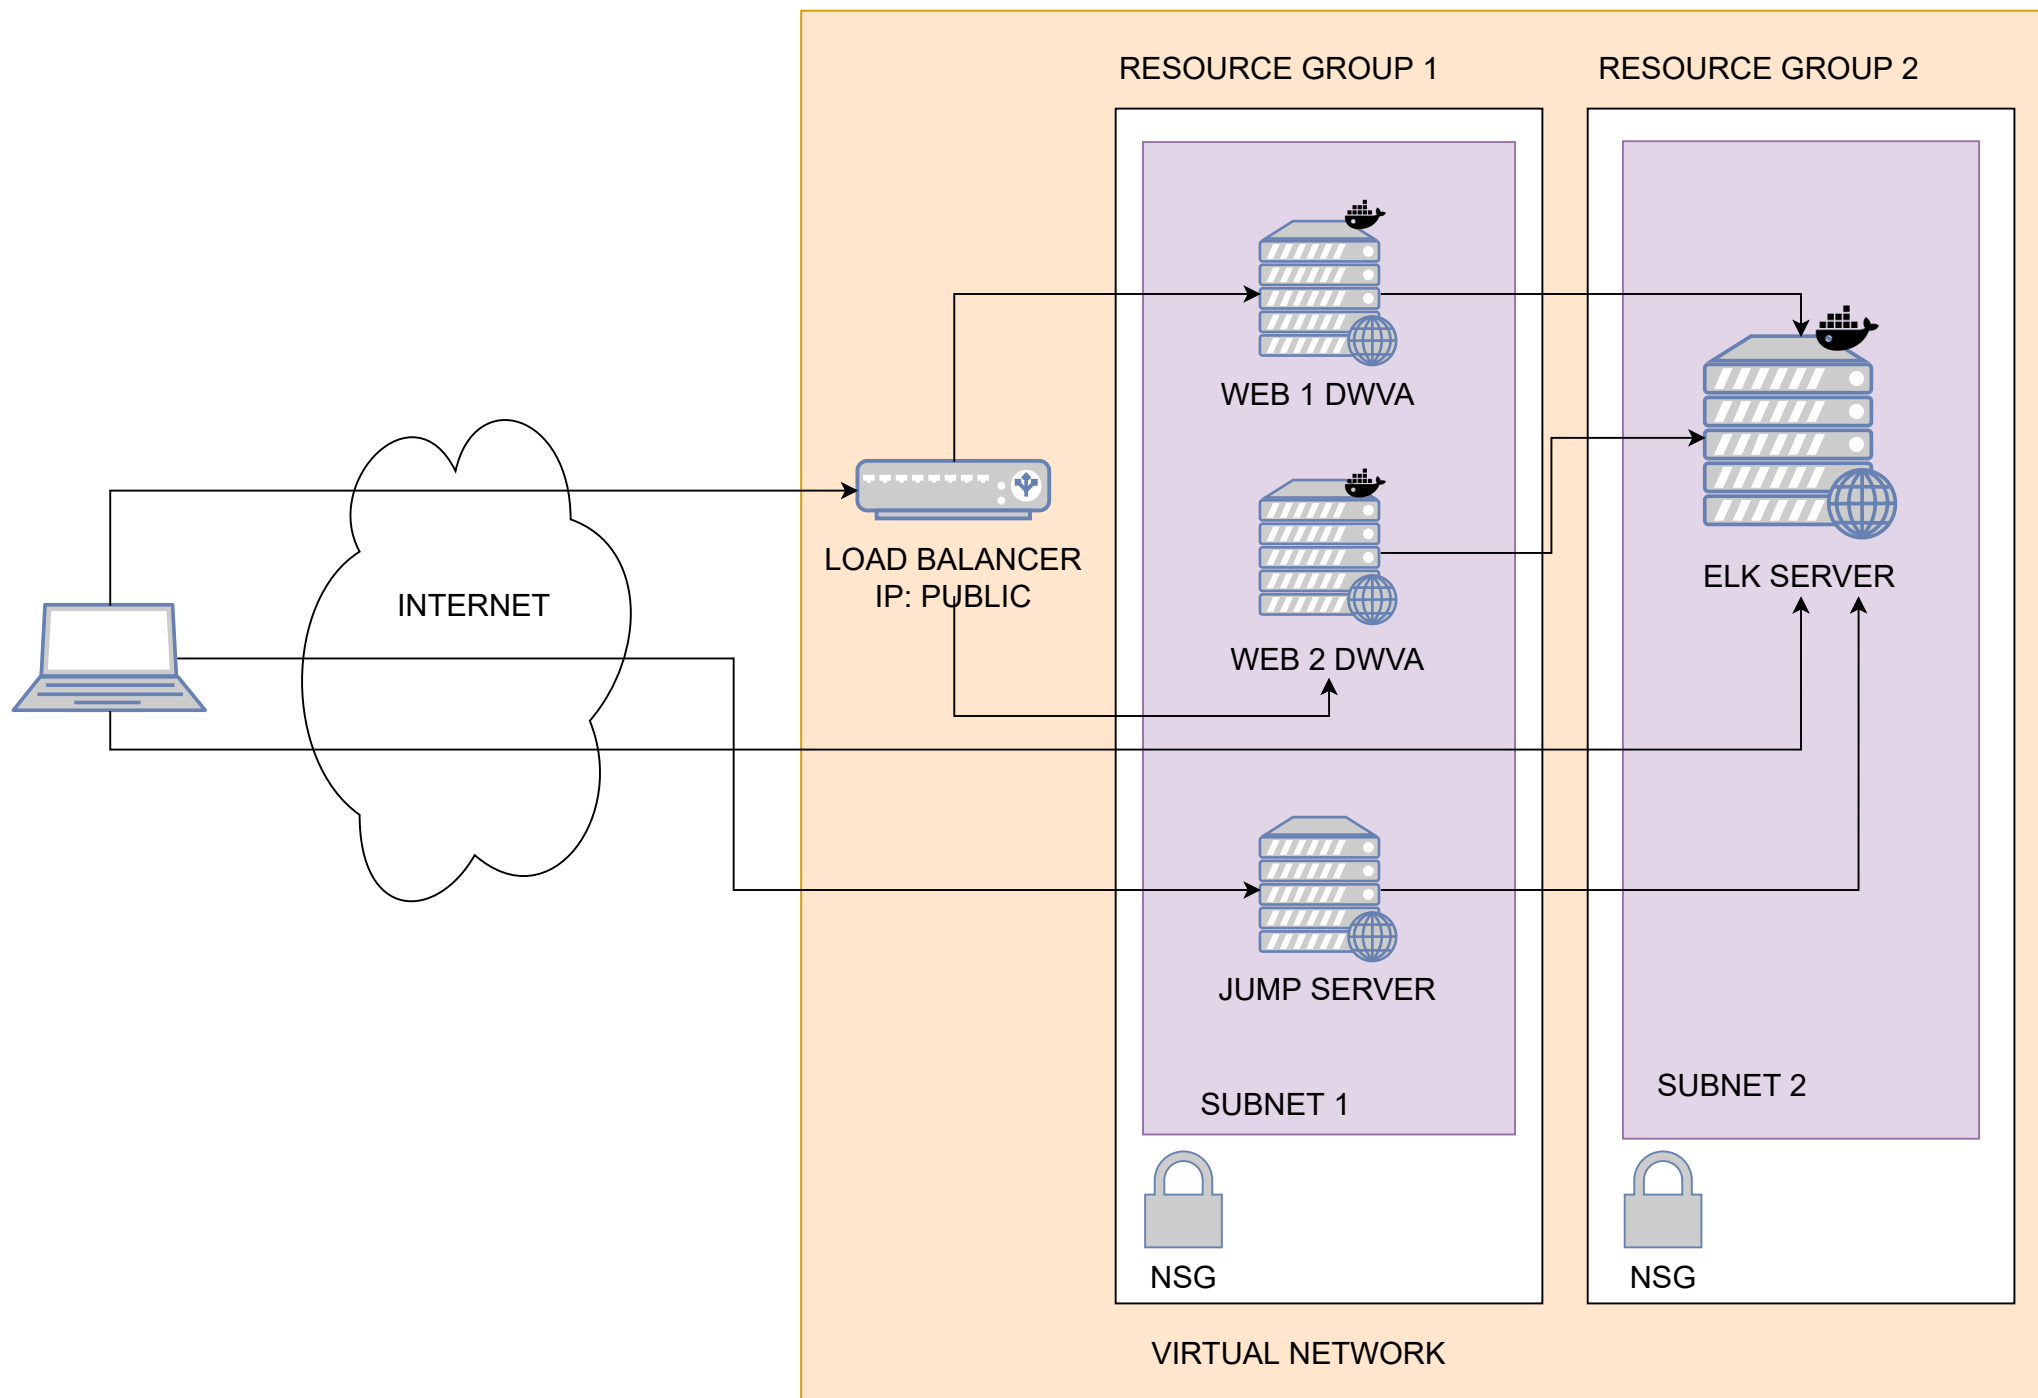 RESOURCE GROUP 1
RESOURCE GROUP 2
WEB 1 DWVA
LOAD BALANCER
IP: PUBLIC
INTERNET
ELK SERVER
WEB 2 DWVA
JUMP SERVER
SUBNET 1
SUBNET 2
NSG
NSG
VIRTUAL NETWORK